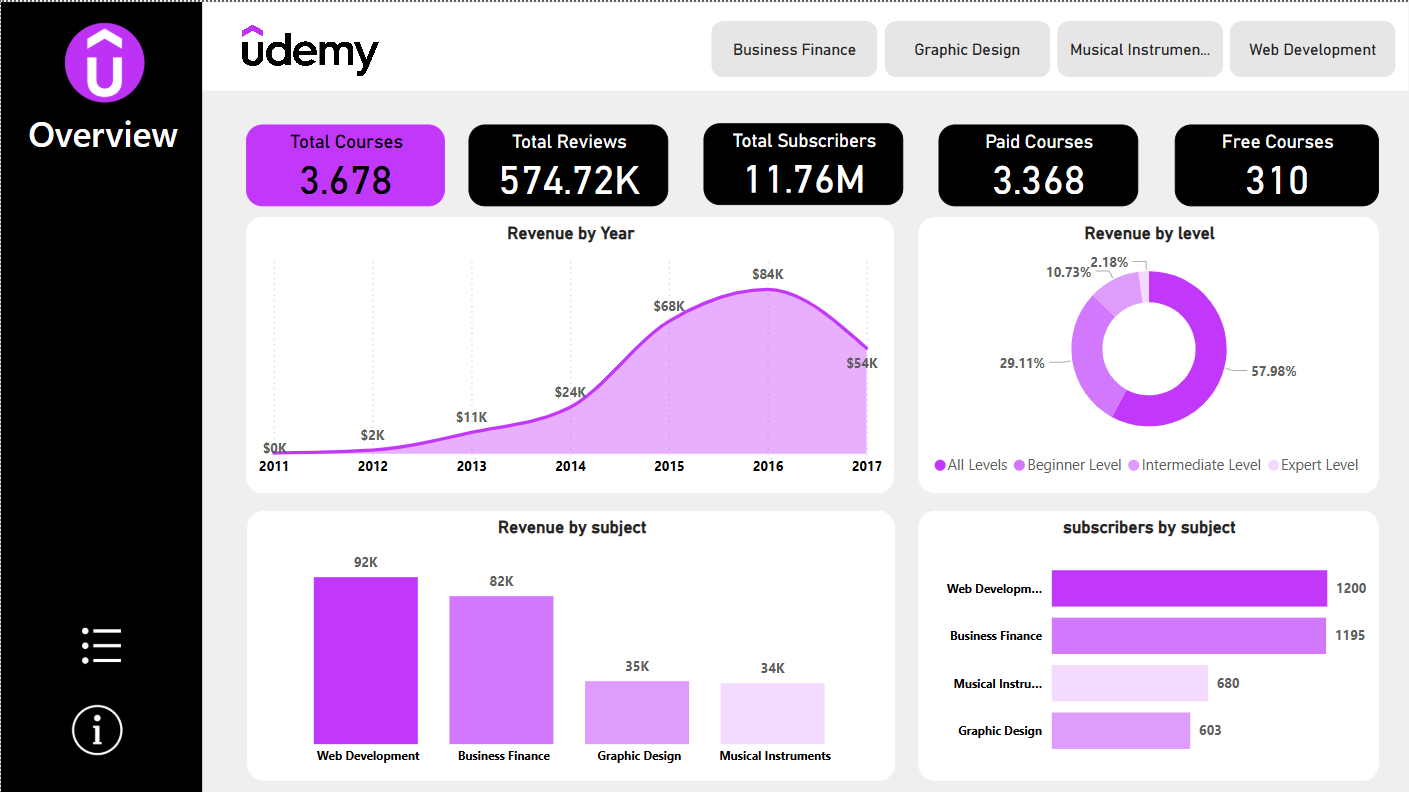 Overview
udemy
Business Finance
Graphic Design
Musical Instrumen...
Web Development
Total Courses
3.678
Total Reviews
574.72K
Total Subscribers
11.76M
Paid Courses
3.368
Free Courses
310
Revenue by Year
$0K
$2K
$11K
$24K
$68K
$84K
$54K
2011
2012
2013
2014
2015
2016
2017
Revenue by level
2.18%
10.73%
29.11%
57.98%
All Levels
Beginner Level
Intermediate Level
Expert Level
Revenue by subject
92K
82K
35K
34K
Web Development
Business Finance
Graphic Design
Musical Instruments
subscribers by subject
Web Developm... 1200
Business Finance 1195
Musical Instru... 680
Graphic Design 603